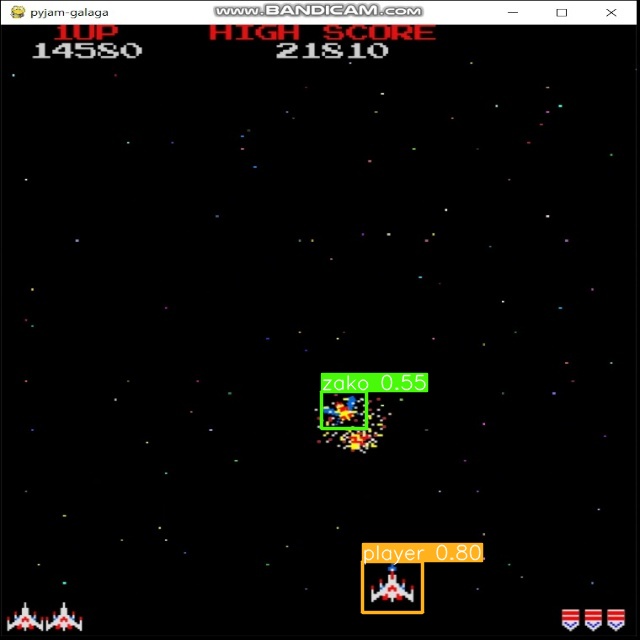 pyjam-galaga
www.BANDICAM.com
1UP
HIGH SCORE
14580
21810
zako 0.55
player 0.80